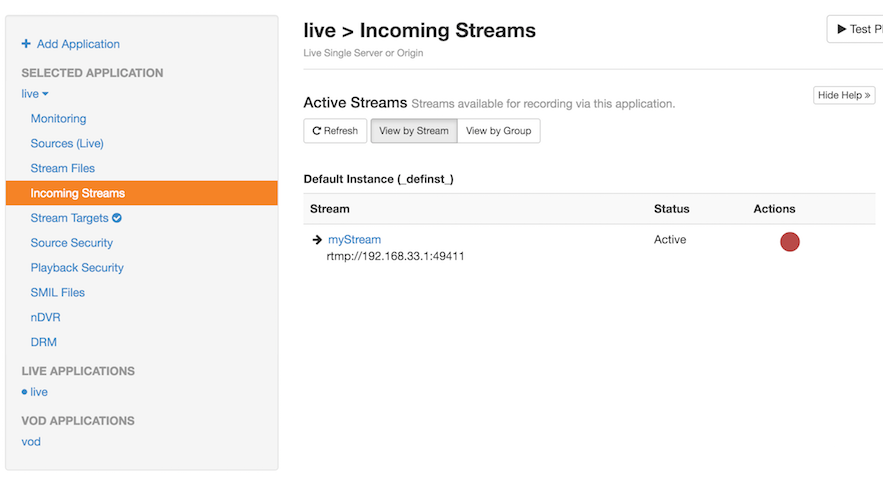 + Add Application
SELECTED APPLICATION
live
Monitoring
Sources (Live)
Stream Files
Incoming Streams
Stream Targets
Source Security
Playback Security
SMIL Files
nDVR
DRM
LIVE APPLICATIONS
live
VOD APPLICATIONS
vod
live > Incoming Streams
Test Pl
Live Single Server or Origin
Active Streams Streams available for recording via this application.
Hide Help »
Refresh View by Stream View by Group
Default Instance (_definst_)
Stream Status Actions
myStream Active
rtmp://192.168.33.1:49411